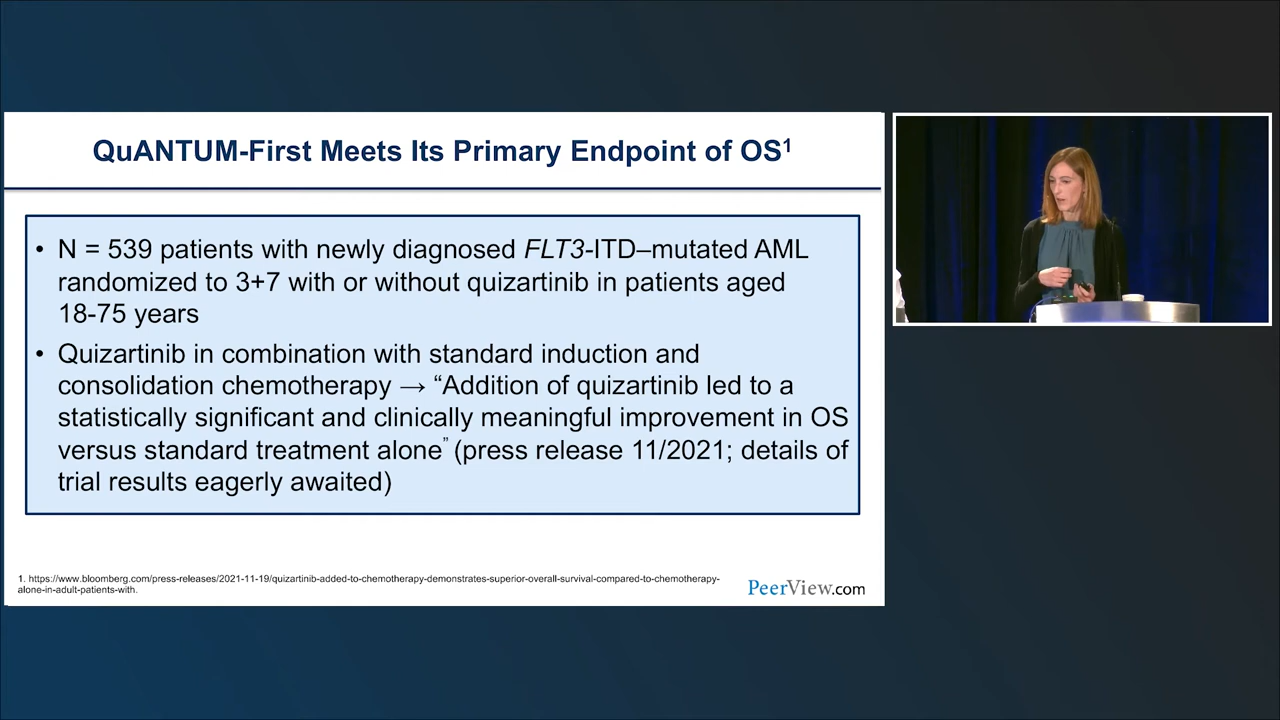 QuANTUM-First Meets Its Primary Endpoint of OS1
• N = 539 patients with newly diagnosed FLT3-ITD–mutated AML
randomized to 3+7 with or without quizartinib in patients aged
18-75 years
• Quizartinib in combination with standard induction and
consolidation chemotherapy → “Addition of quizartinib led to a
statistically significant and clinically meaningful improvement in OS
versus standard treatment alone” (press release 11/2021; details of
trial results eagerly awaited)
1. https://www.bloomberg.com/press-releases/2021-11-19/quizartinib-added-to-chemotherapy-demonstrates-superior-overall-survival-compared-to-chemotherapy-
alone-in-adult-patients-with.
PeerView.com